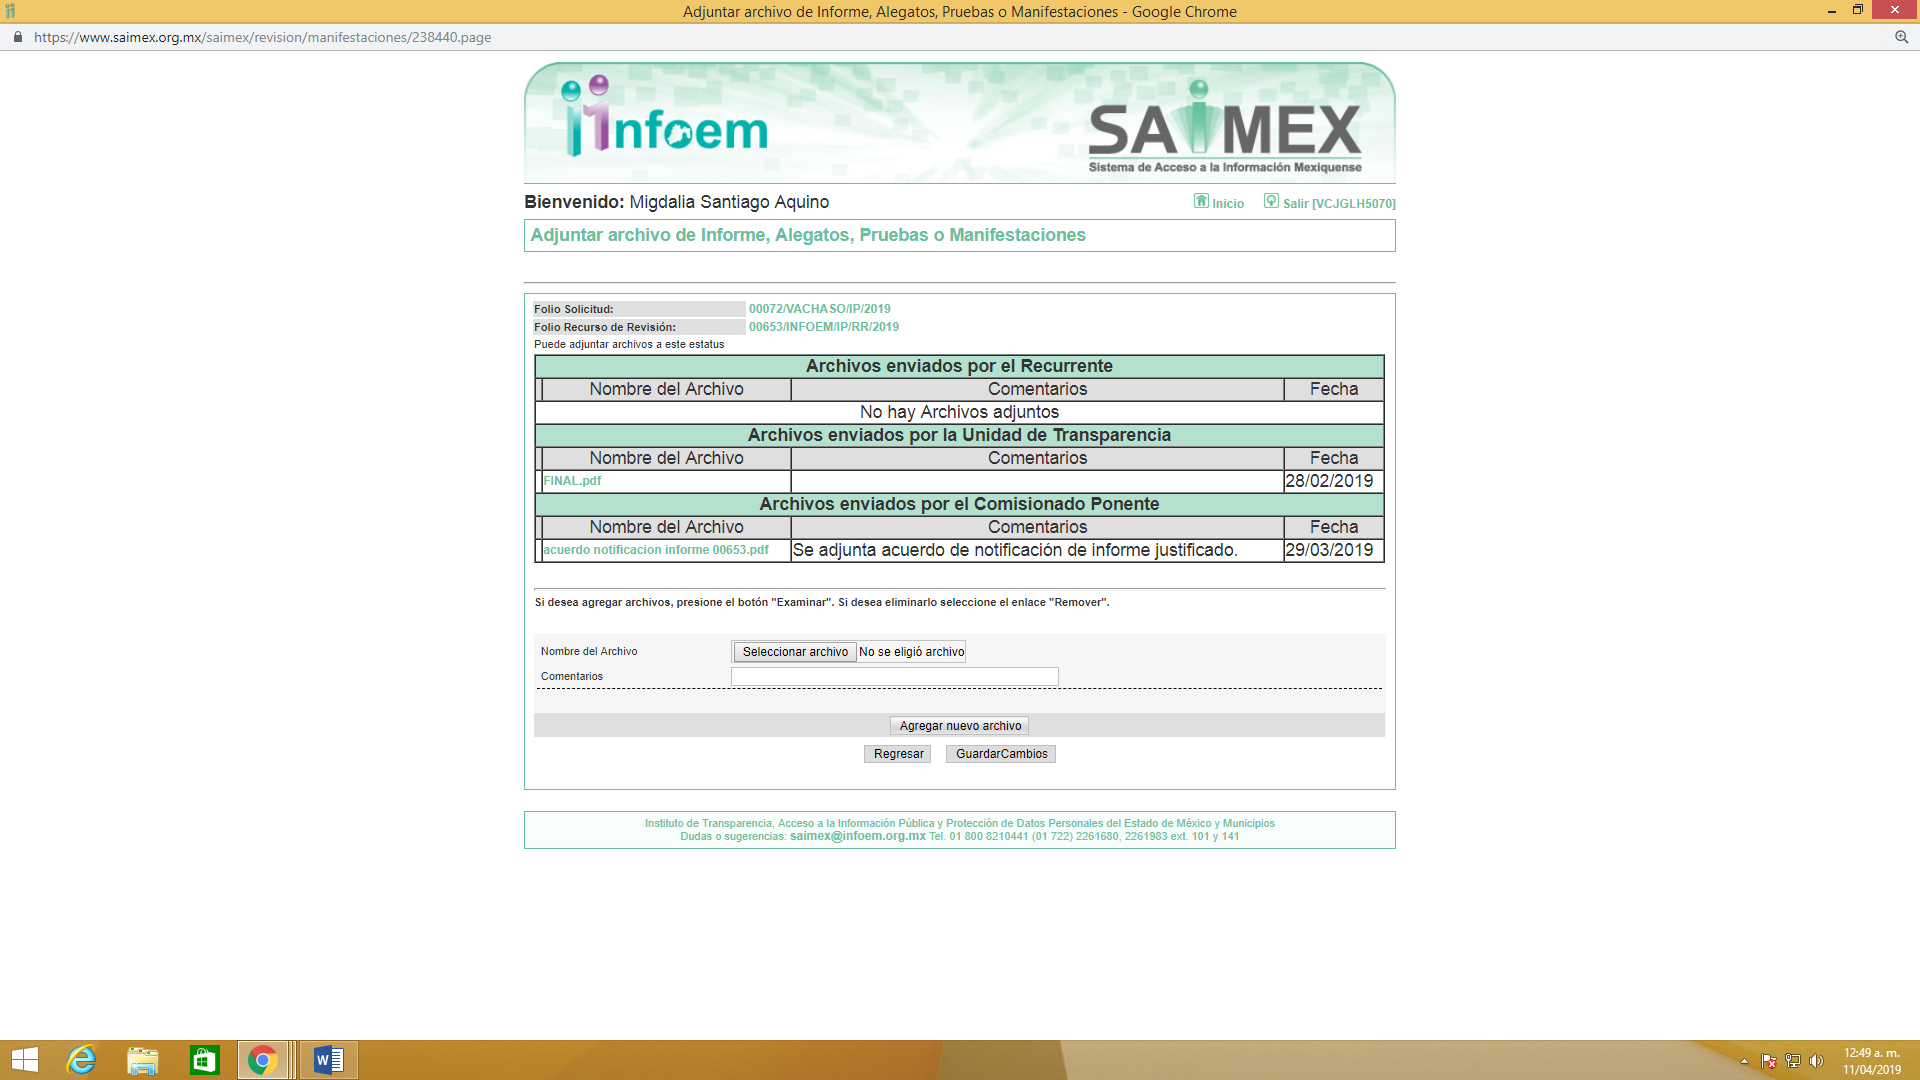 Adjuntar archivo de Informe, Alegatos, Pruebas o Manifestaciones - Google Chrome
https://www.saimex.org.mx/saimex/revision/manifestaciones/238440.page
infoem
SAIMEX
Sistema de Acceso a la Información Mexiquense
Bienvenido: Migdalia Santiago Aquino
Inicio
Salir [VCJGLH5070]
Adjuntar archivo de Informe, Alegatos, Pruebas o Manifestaciones
Folio Solicitud: 00072/VACHASO/IP/2019
Folio Recurso de Revisión: 00653/INFOEM/IP/RR/2019
Puede adjuntar archivos a este estatus
Archivos enviados por el Recurrente
Nombre del Archivo Comentarios Fecha
No hay Archivos adjuntos
Archivos enviados por la Unidad de Transparencia
Nombre del Archivo Comentarios Fecha
FINAL.pdf 28/02/2019
Archivos enviados por el Comisionado Ponente
Nombre del Archivo Comentarios Fecha
acuerdo notificacion informe 00653.pdf Se adjunta acuerdo de notificación de informe justificado. 29/03/2019
Si desea agregar archivos, presione el botón "Examinar". Si desea eliminarlo seleccione el enlace "Remover".
Nombre del Archivo Seleccionar archivo No se eligió archivo
Comentarios
Agregar nuevo archivo
Regresar GuardarCambios
Instituto de Transparencia, Acceso a la Información Pública y Protección de Datos Personales del Estado de México y Municipios
Dudas o sugerencias: saimex@infoem.org.mx Tel. 01 800 8210441 (01 722) 2261680, 2261983 ext. 101 y 141
12:49 a. m.
11/04/2019